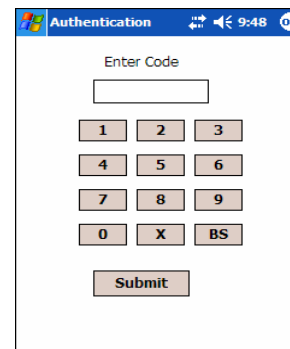 Authentication 9:48
Enter Code
1 2 3
4 5 6
7 8 9
0 X BS
Submit